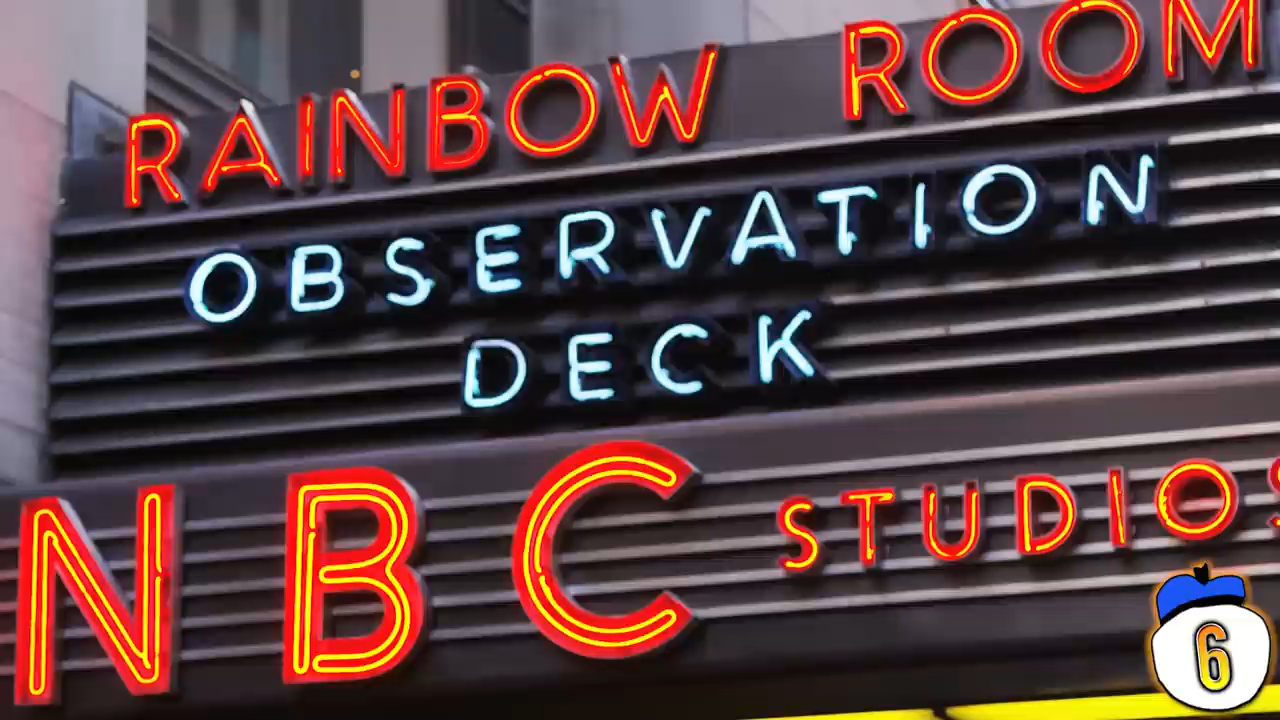 RAINBOW ROOM
OBSERVATION
DECK
NBC STUDIOS
6